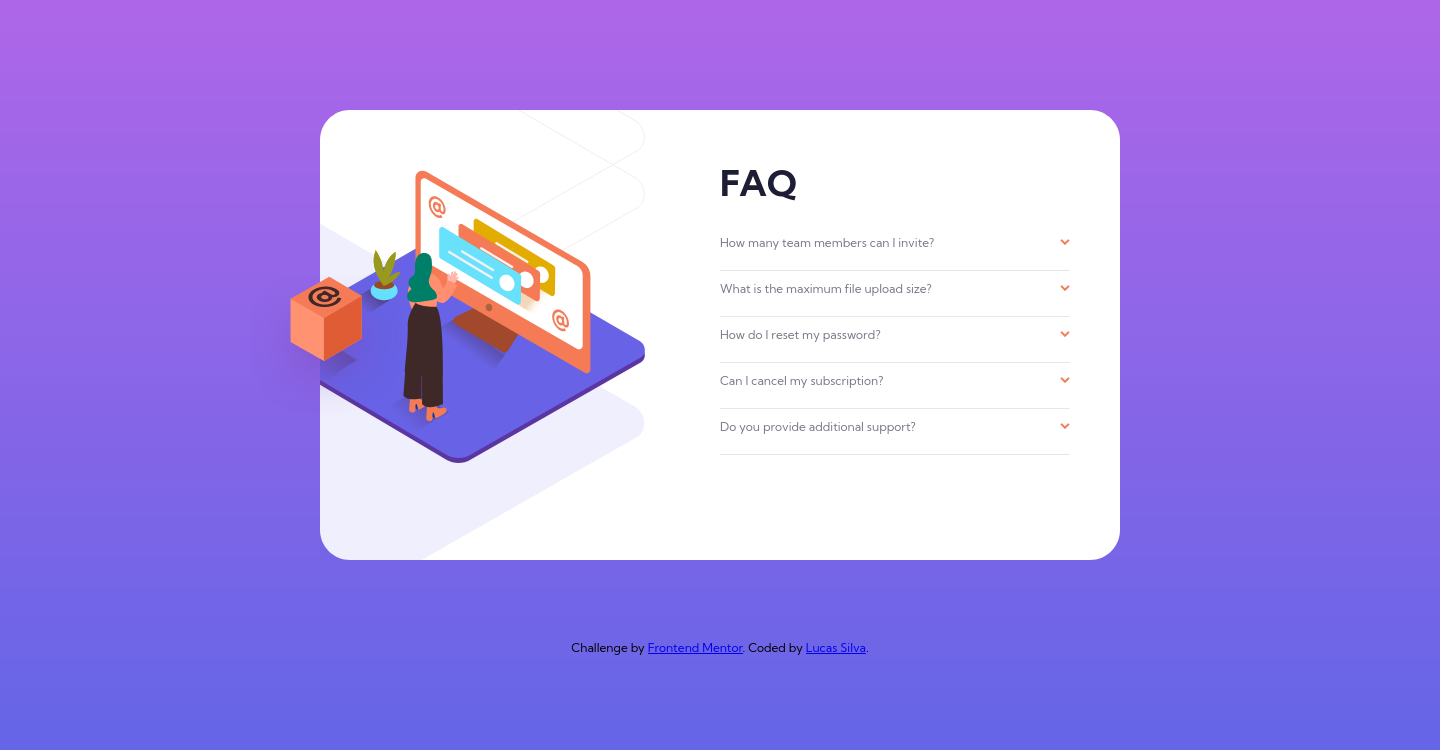 FAQ
How many team members can I invite?
What is the maximum file upload size?
How do I reset my password?
Can I cancel my subscription?
Do you provide additional support?
@
@
@
Challenge by Frontend Mentor. Coded by Lucas Silva.